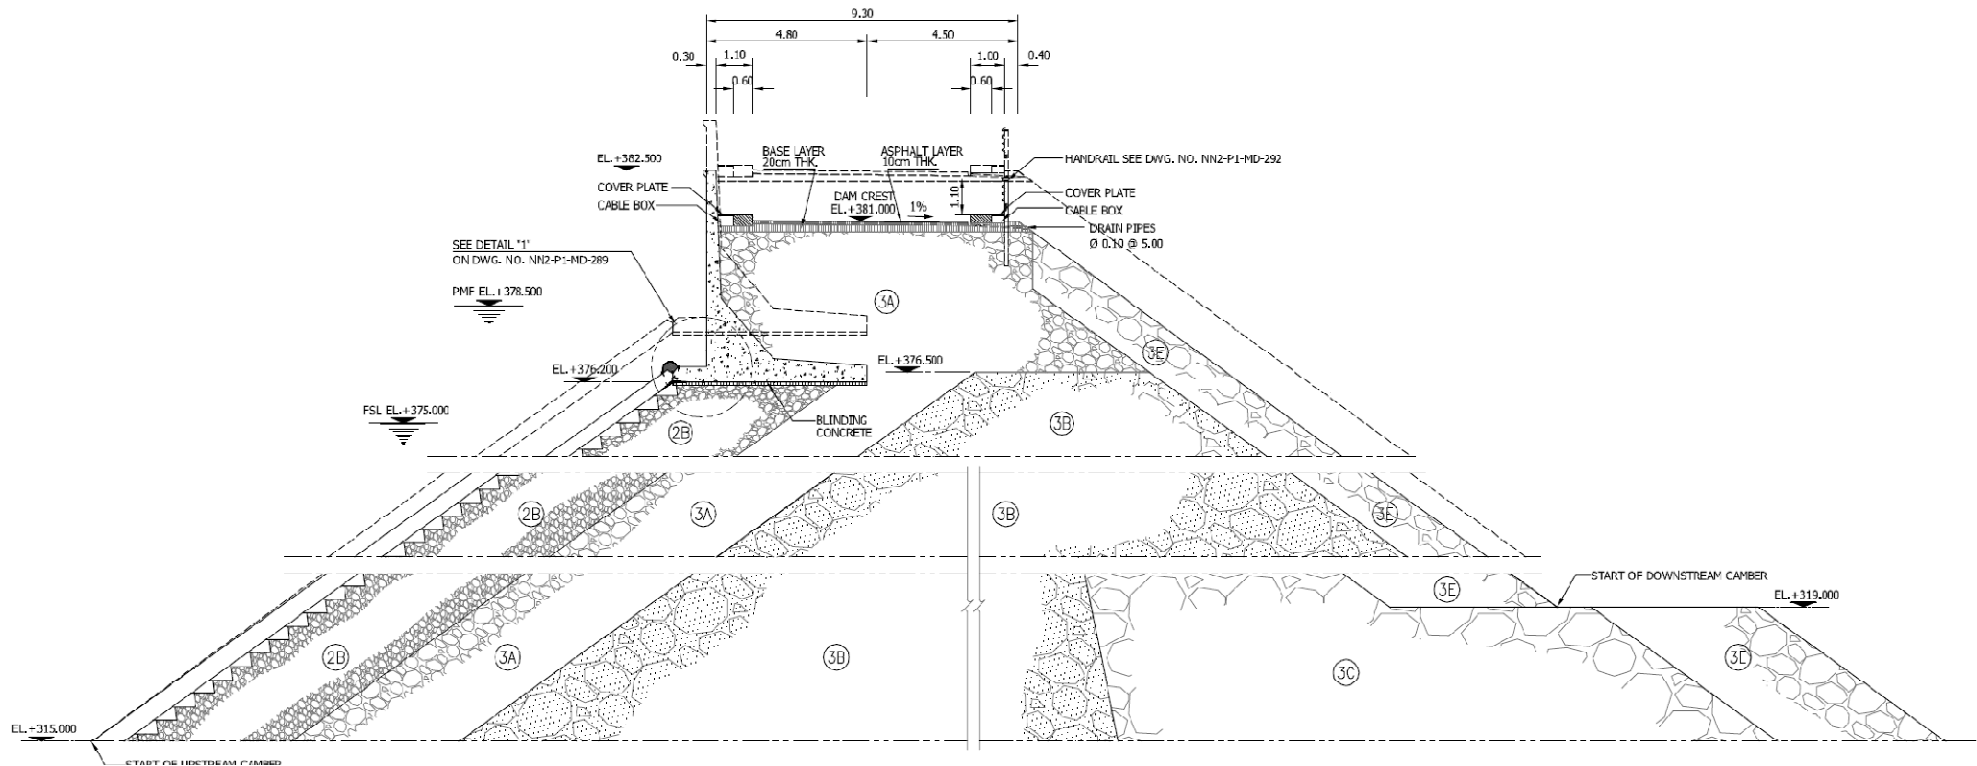 9.30
4.80
4.50
0.30
1.10
1.00
0.40
0.60
0.60
EL.+382.500
BASE LAYER
20cm THK.
ASPHALT LAYER
10cm THK.
HANDRAIL SEE DWG. NO. NN2-P1-MD-292
COVER PLATE
CABLE BOX
DAM CREST
EL.+381.000
1%
1.10
COVER PLATE
CABLE BOX
DRAIN PIPES
Ø 0.10 @ 5.00
SEE DETAIL "1"
ON DWG. NO. NN2-P1-MD-289
PMF EL.+378.500
3A
3E
EL.+376.200
EL.+376.500
FSL EL.+375.000
BLINDING
CONCRETE
2B
3B
2B
3A
3B
3E
3E
START OF DOWNSTREAM CAMBER
EL.+319.000
2B
3A
3B
3C
3E
EL.+315.000
START OF UPSTREAM CAMBER